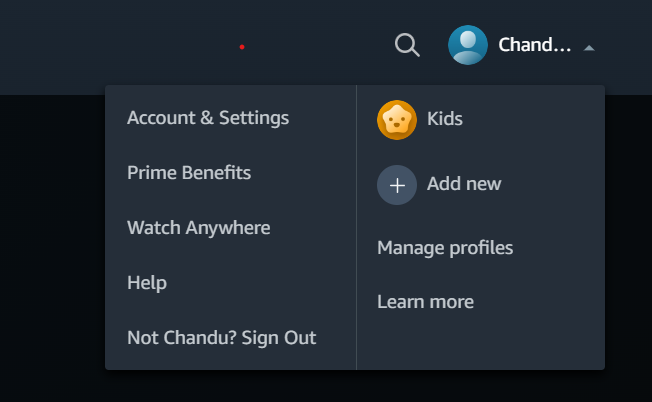 Chand...
Account & Settings
Prime Benefits
Watch Anywhere
Help
Not Chandu? Sign Out
Kids
Add new
Manage profiles
Learn more